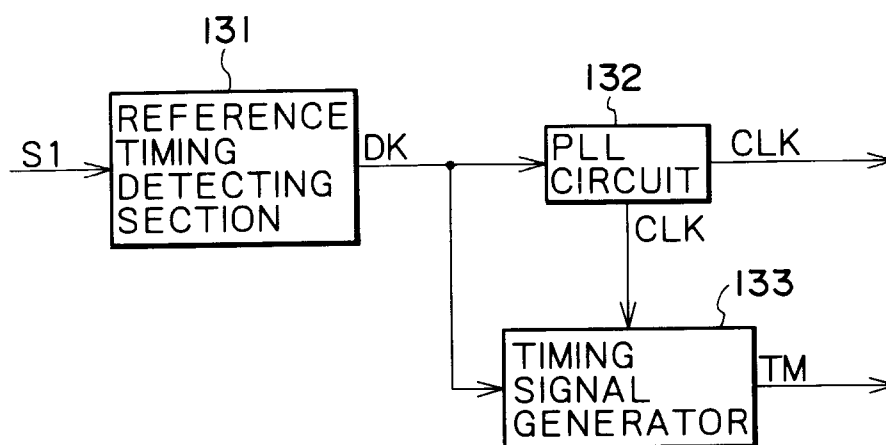 131
REFERENCE
TIMING
DETECTING
SECTION
S1
DK
132
PLL
CIRCUIT
CLK
CLK
133
TIMING
SIGNAL
GENERATOR
TM